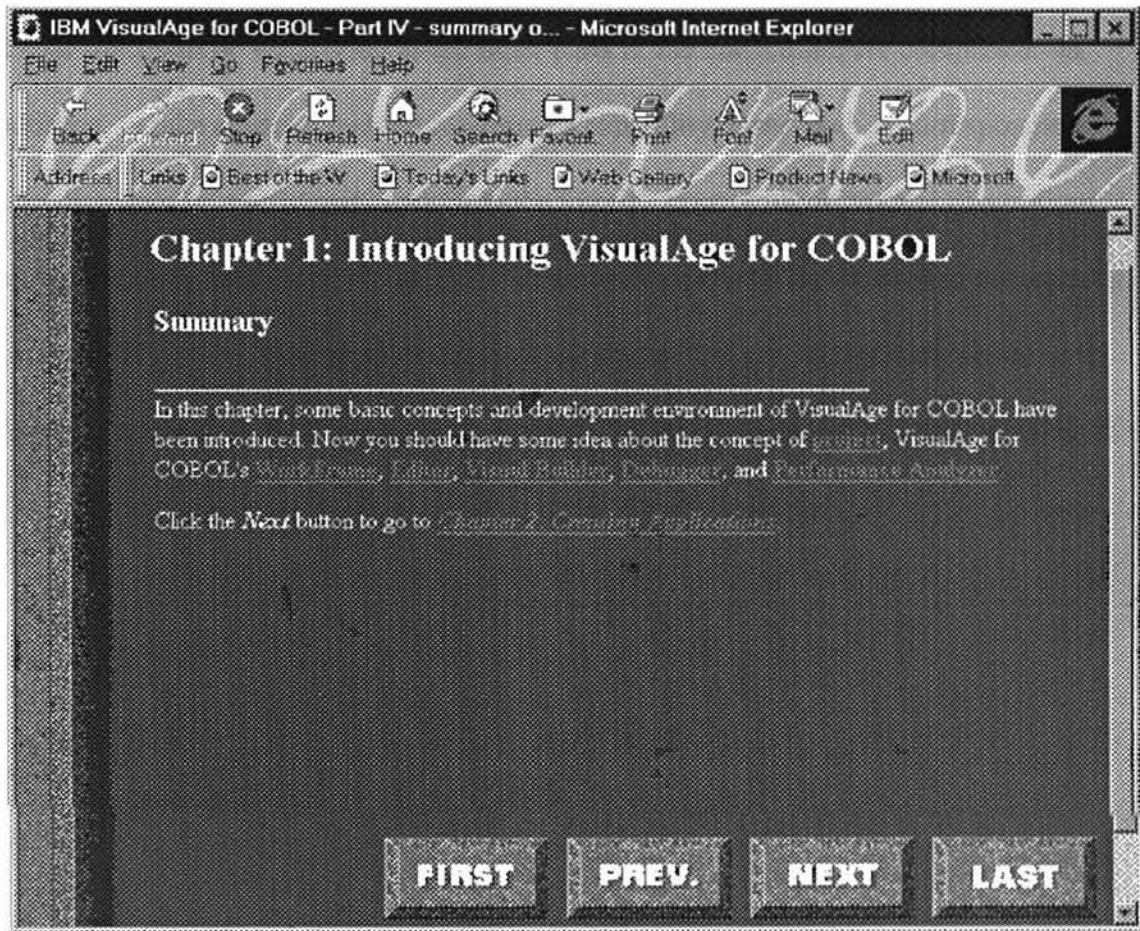 IBM VisualAge for COBOL - Part IV - summary o... - Microsoft Internet Explorer
File Edit View Go Favorites Help
Back Forward Stop Refresh Home Search Favorit. Print Font Mail Edit
Address Links Best of the W Today's Links Web Gallery Product News Microsoft
Chapter 1: Introducing VisualAge for COBOL
Summary
In this chapter, some basic concepts and development environment of VisualAge for COBOL have
been introduced. Now you should have some idea about the concept of project, VisualAge for
COBOL's Work Frame, Editor, Visual Builder, Debugger, and Performance Analyzer
Click the Next button to go to Chapter 2: Creating Applications
FIRST PREV. NEXT LAST